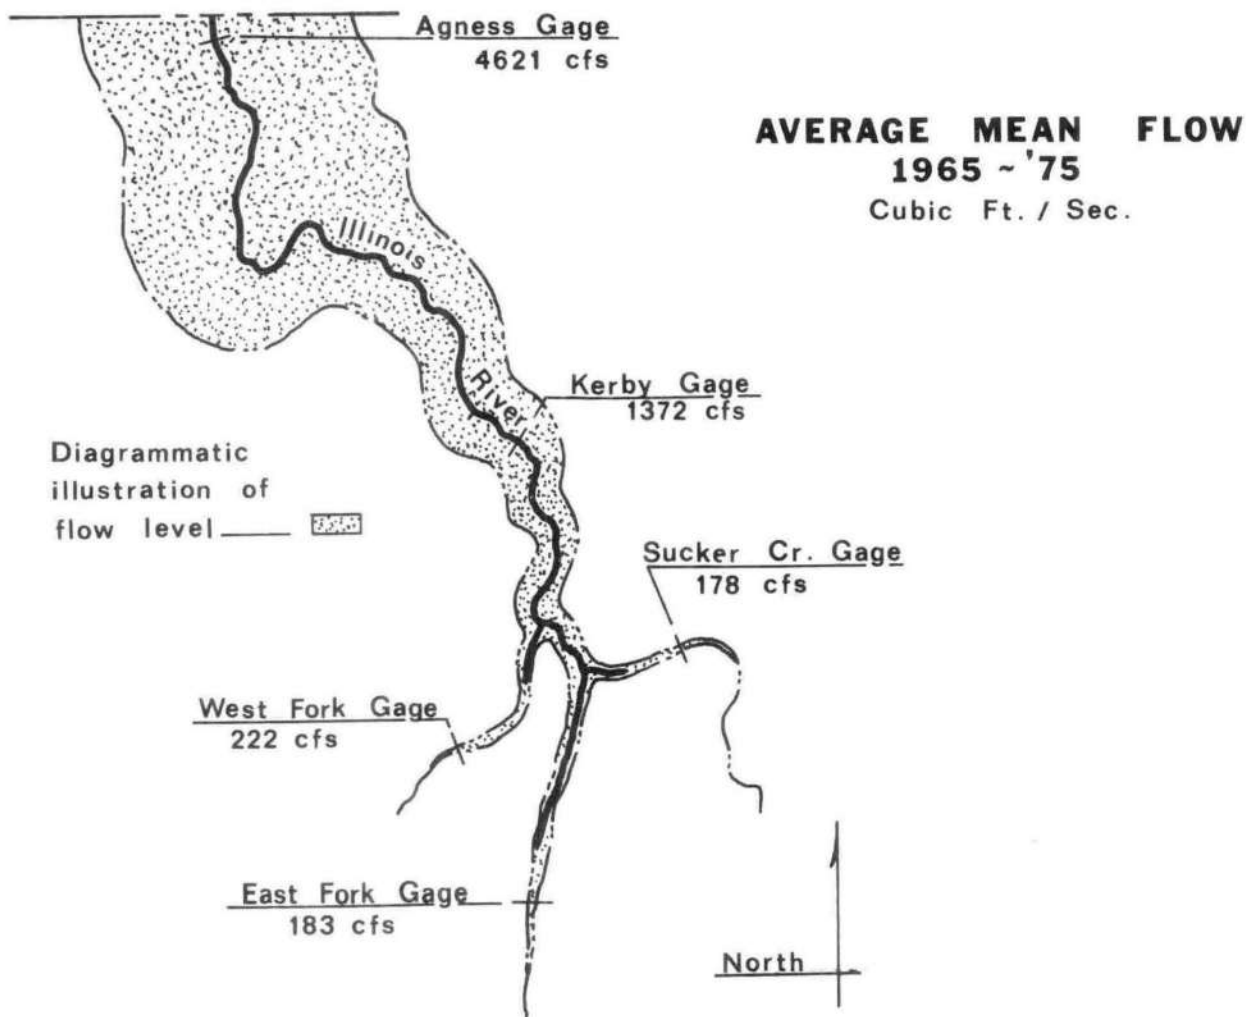 Agness Gage
4621 cfs
AVERAGE MEAN FLOW
1965 ~ '75
Cubic Ft. / Sec.
Illinois
River
Kerby Gage
1372 cfs
Diagrammatic
illustration of
flow level
Sucker Cr. Gage
178 cfs
West Fork Gage
222 cfs
East Fork Gage
183 cfs
North